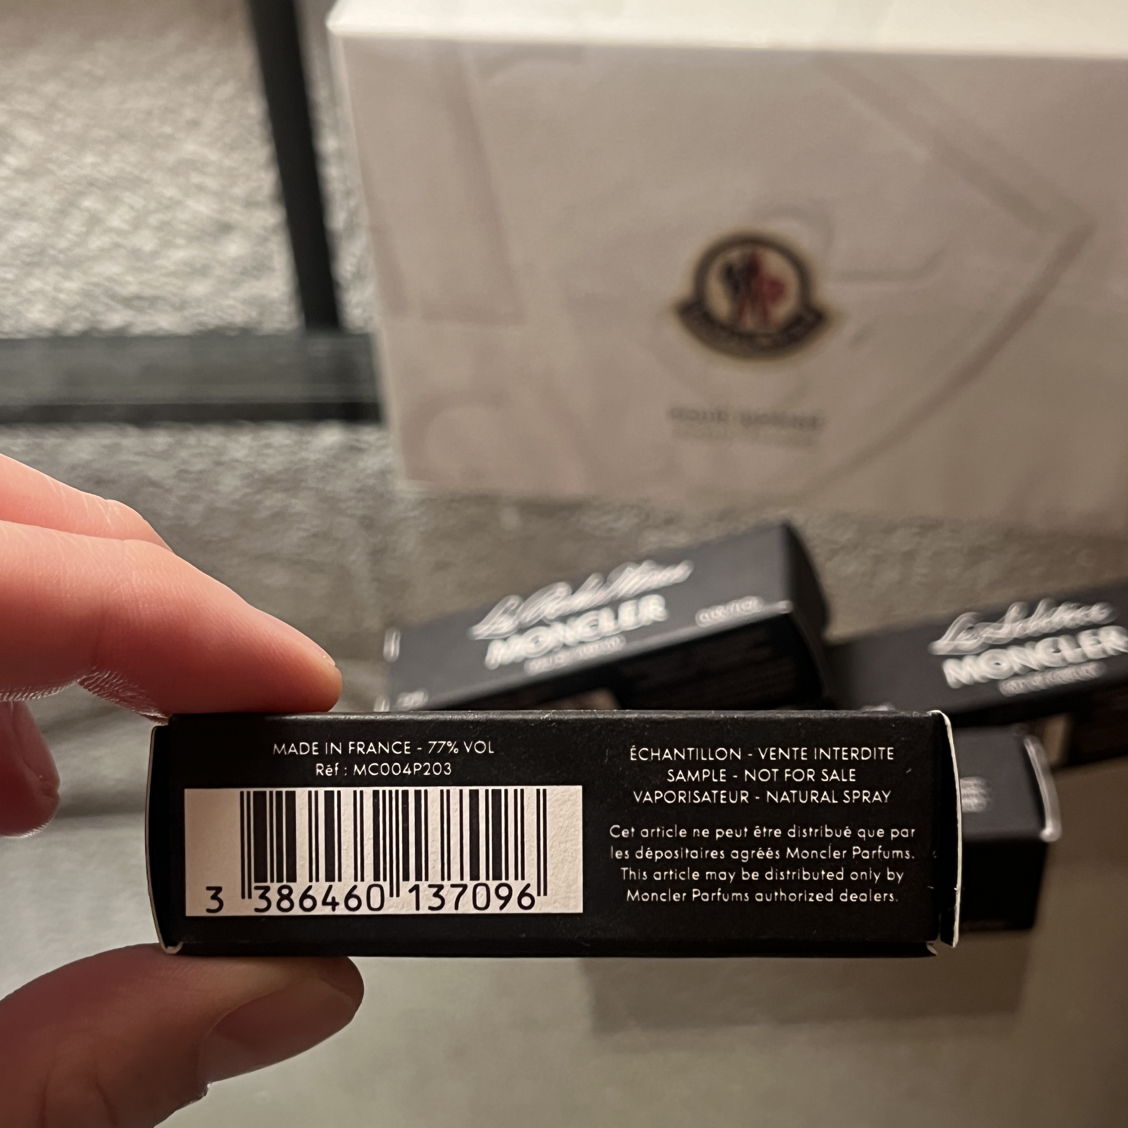 MONCLER
MONCLER
MADE IN FRANCE - 77% VOL
Réf : MC004P203
3 386460 137096
ÉCHANTILLON - VENTE INTERDITE
SAMPLE - NOT FOR SALE
VAPORISATEUR - NATURAL SPRAY
Cet article ne peut être distribué que par
les dépositaires agréés Moncler Parfums.
This article may be distributed only by
Moncler Parfums authorized dealers.